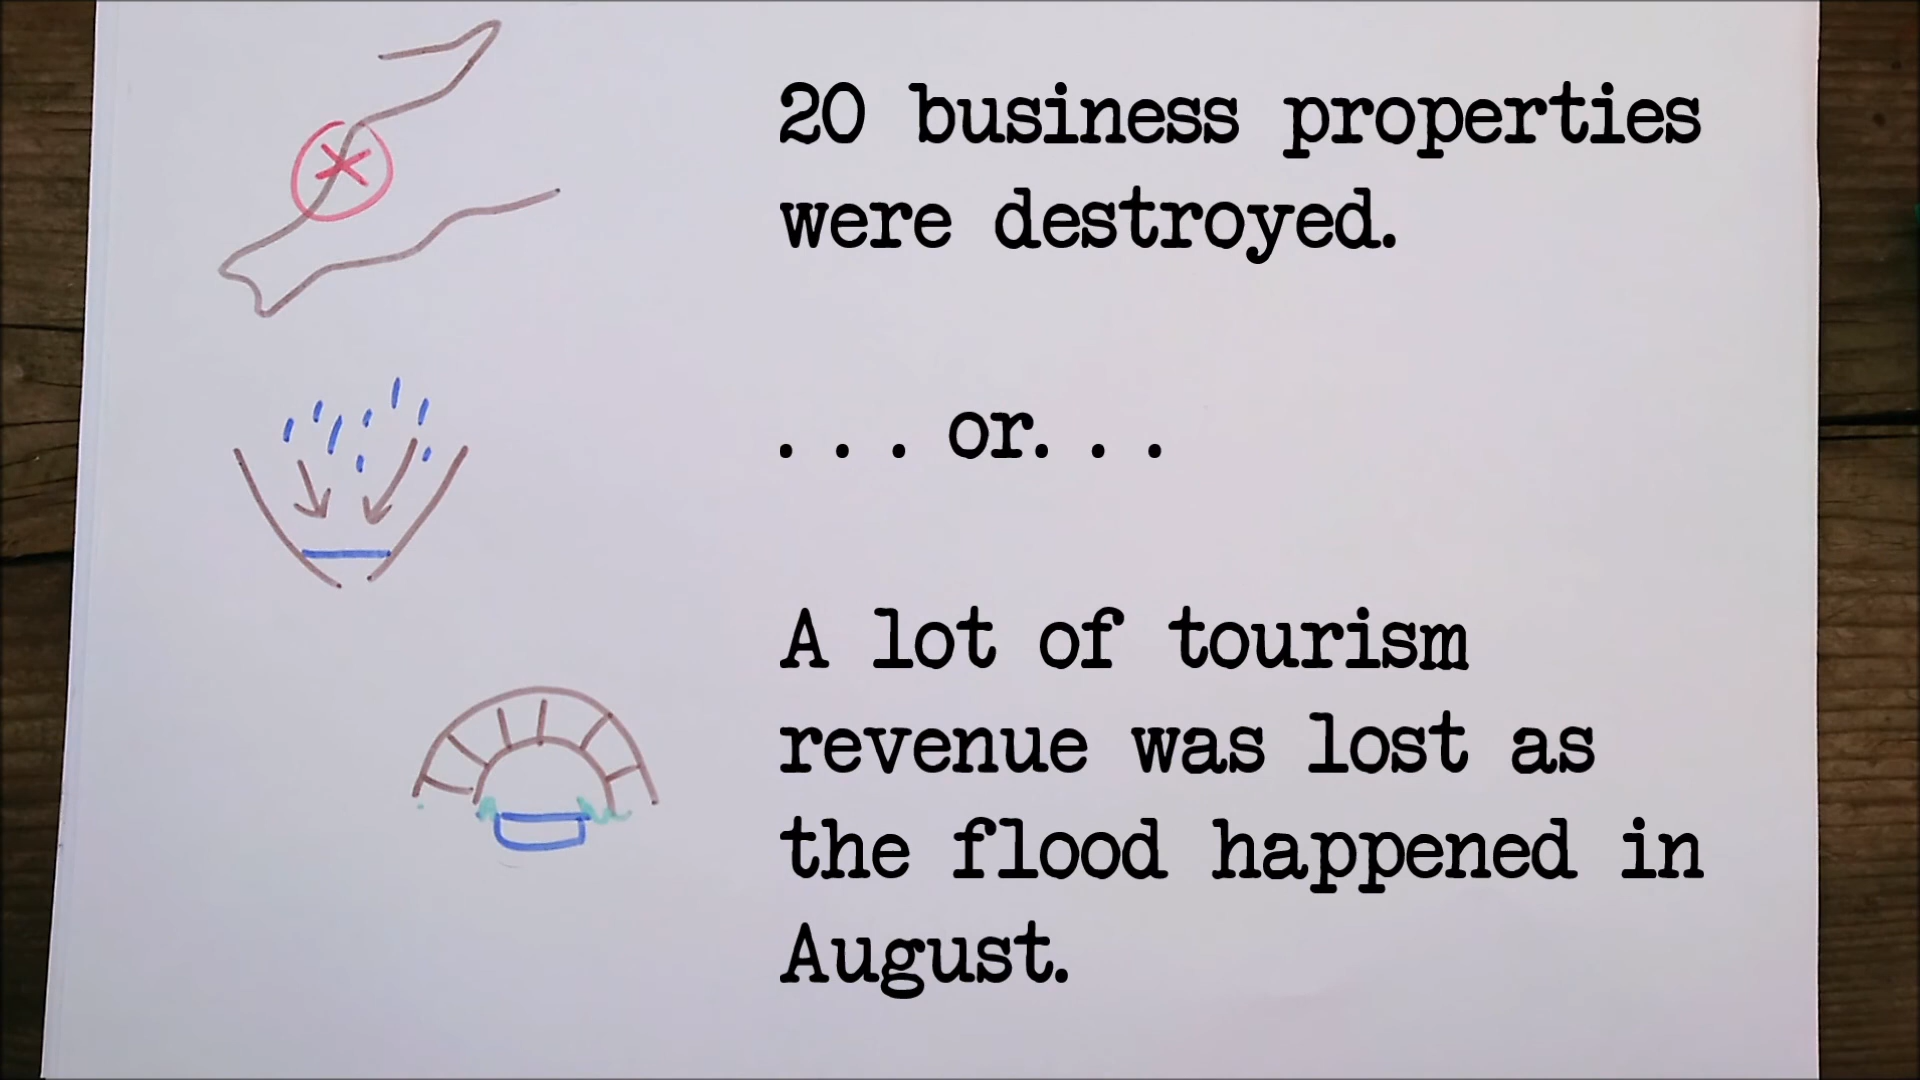 20 business properties
were destroyed.
. . . or. . .
A lot of tourism
revenue was lost as
the flood happened in
August.